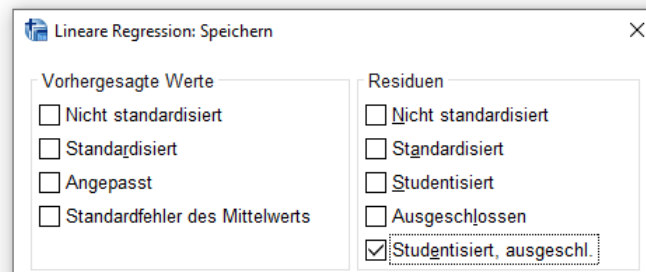 Lineare Regression: Speichern
Vorhergesagte Werte
Nicht standardisiert
Standardisiert
Angepasst
Standardfehler des Mittelwerts
Residuen
Nicht standardisiert
Standardisiert
Studentisiert
Ausgeschlossen
Studentisiert, ausgeschl.